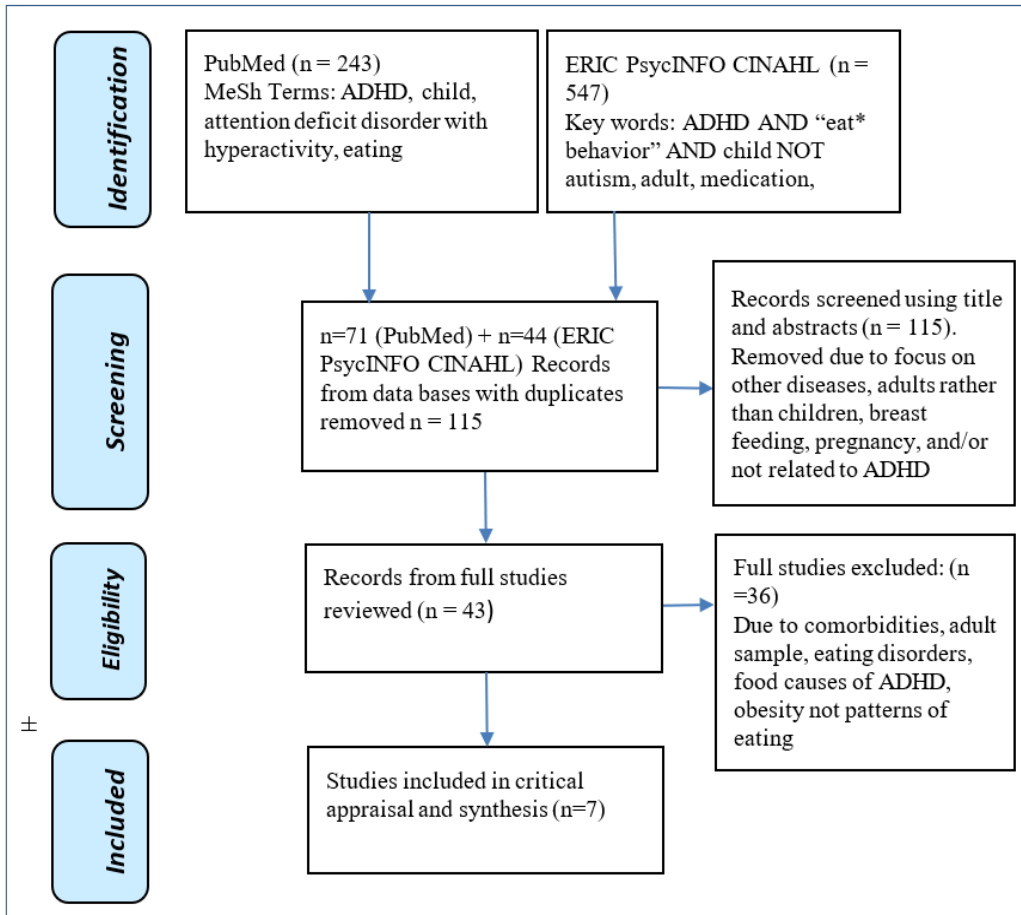 Identification
PubMed (n = 243)
MeSh Terms: ADHD, child,
attention deficit disorder with
hyperactivity, eating
ERIC PsycINFO CINAHL (n =
547)
Key words: ADHD AND “eat*
behavior” AND child NOT
autism, adult, medication,
Screening
n=71 (PubMed) + n=44 (ERIC
PsycINFO CINAHL) Records
from data bases with duplicates
removed n = 115
Records screened using title
and abstracts (n = 115).
Removed due to focus on
other diseases, adults rather
than children, breast
feeding, pregnancy, and/or
not related to ADHD
Eligibility
Records from full studies
reviewed (n = 43)
Full studies excluded: (n
=36)
Due to comorbidities, adult
sample, eating disorders,
food causes of ADHD,
obesity not patterns of
eating
±
Included
Studies included in critical
appraisal and synthesis (n=7)